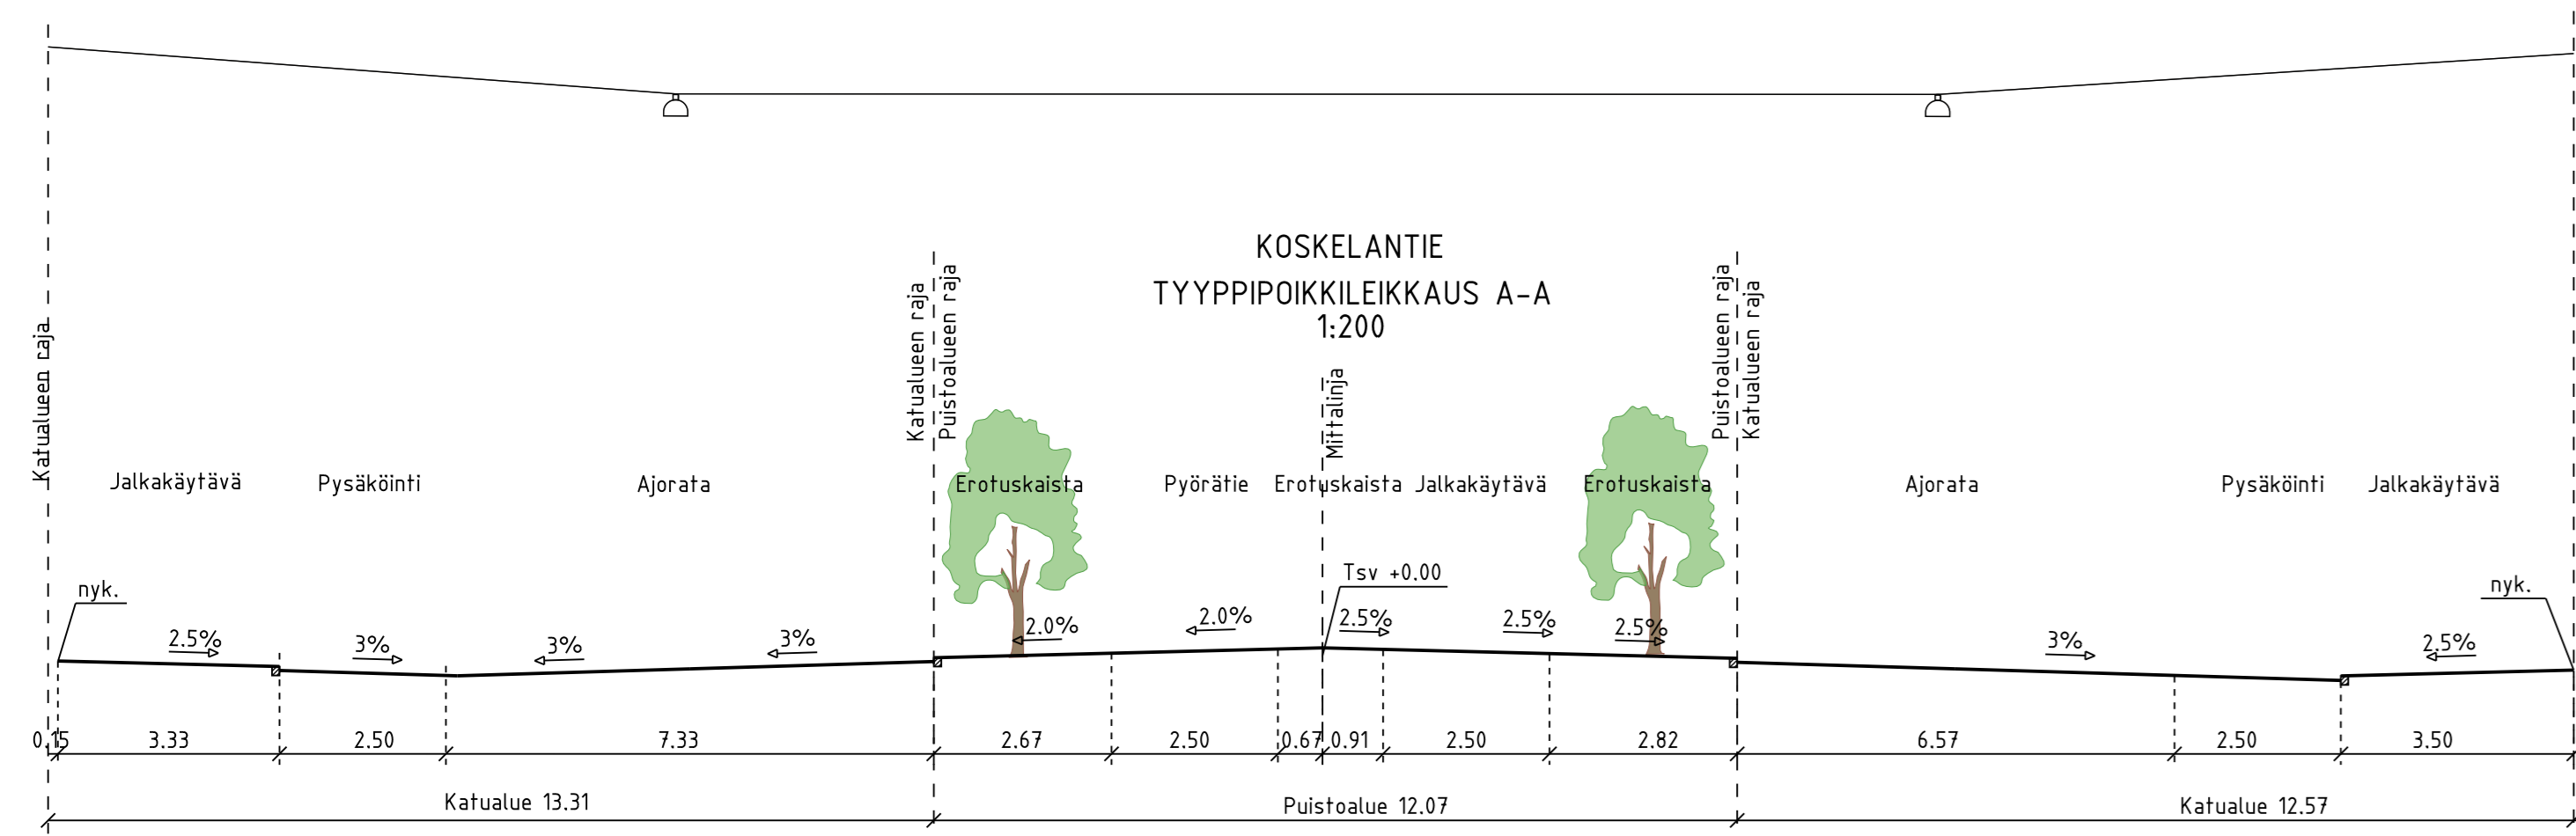 KOSKELANTIE
TYYPPIPOIKKILEIKKAUS A-A
1:200
Katualueen raja
Katualueen raja
Puistoalueen raja
Mittalinja
Puistoalueen raja
Katualueen raja
Jalkakäytävä
Pysäköinti
Ajorata
Erotuskaista
Pyörätie
Erotuskaista
Jalkakäytävä
Erotuskaista
Ajorata
Pysäköinti
Jalkakäytävä
nyk.
Tsv +0.00
nyk.
2.5%
3%
3%
3%
2.0%
2.0%
2.5%
2.5%
2.5%
3%
2.5%
0.15
3.33
2.50
7.33
2.67
2.50
0.67
0.91
2.50
2.82
6.57
2.50
3.50
Katualue 13.31
Puistoalue 12.07
Katualue 12.57